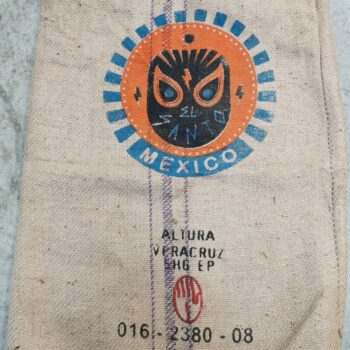 EL
SANTO
MEXICO
ALTURA
VERACRUZ
SHG EP
016 - 2380 - 08